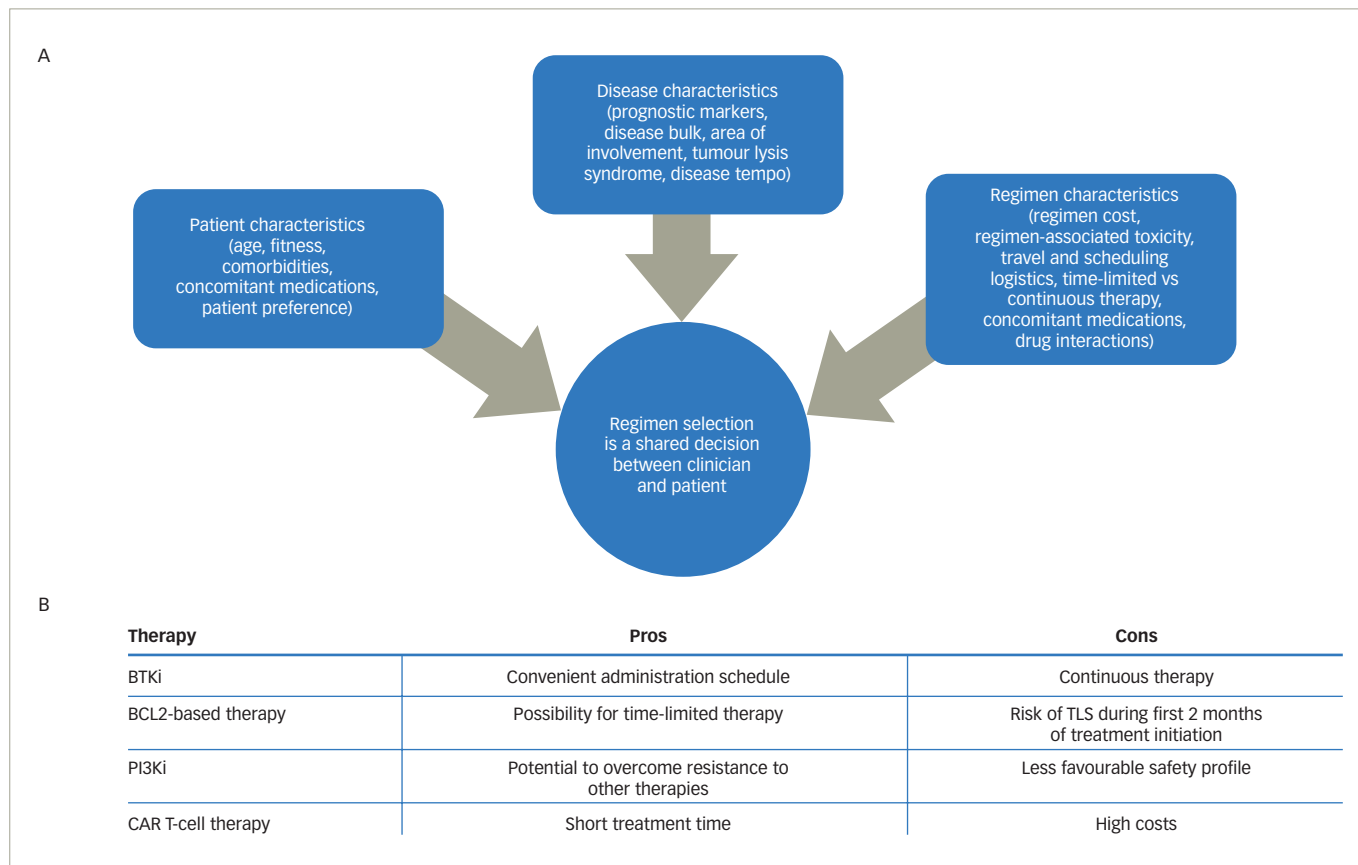 A
Disease characteristics
(prognostic markers,
disease bulk, area of
involvement, tumour lysis
syndrome, disease tempo)
Patient characteristics
(age, fitness,
comorbidities,
concomitant medications,
patient preference)
Regimen characteristics
(regimen cost,
regimen-associated toxicity,
travel and scheduling
logistics, time-limited vs
continuous therapy,
concomitant medications,
drug interactions)
Regimen selection
is a shared decision
between clinician
and patient
B
Therapy Pros Cons
BTKi Convenient administration schedule Continuous therapy
BCL2-based therapy Possibility for time-limited therapy Risk of TLS during first 2 months
of treatment initiation
PI3Ki Potential to overcome resistance to Less favourable safety profile
other therapies
CAR T-cell therapy Short treatment time High costs